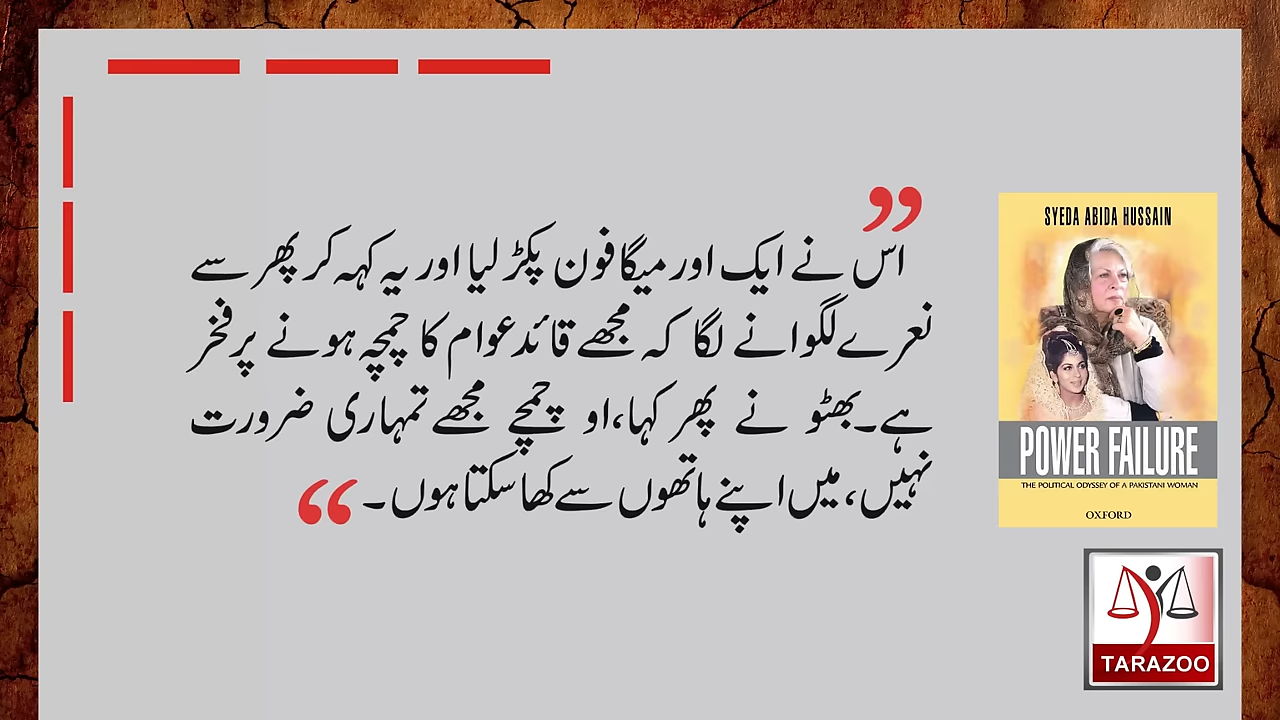 ”
اس نے ایک اور میگا فون پکڑ لیا اور یہ کہہ کر پھر سے
نعرے لگوانے لگا کہ مجھے قائد عوام کا چمچہ ہونے پر فخر
ہے۔بھٹو نے پھر کہا،او چمچے مجھے تمہاری ضرورت
نہیں، میں اپنے ہاتھوں سے کھا سکتا ہوں۔ “
SYEDA ABIDA HUSSAIN
POWER FAILURE
THE POLITICAL ODYSSEY OF A PAKISTANI WOMAN
OXFORD
TARAZOO